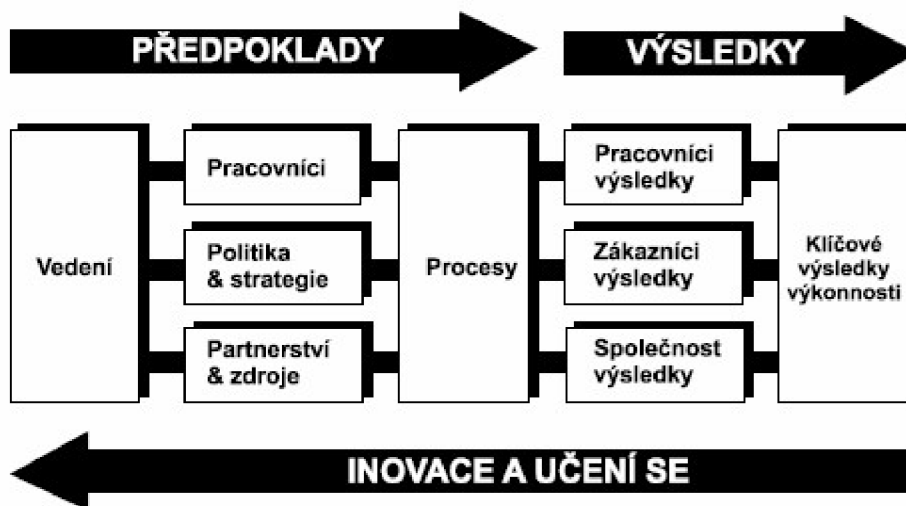 PŘEDPOKLADY
VÝSLEDKY
Vedení
Pracovníci
Politika
& strategie
Partnerství
& zdroje
Procesy
Pracovníci
výsledky
Zákazníci
výsledky
Společnost
výsledky
Klíčové
výsledky
výkonnosti
INOVACE A UČENÍ SE